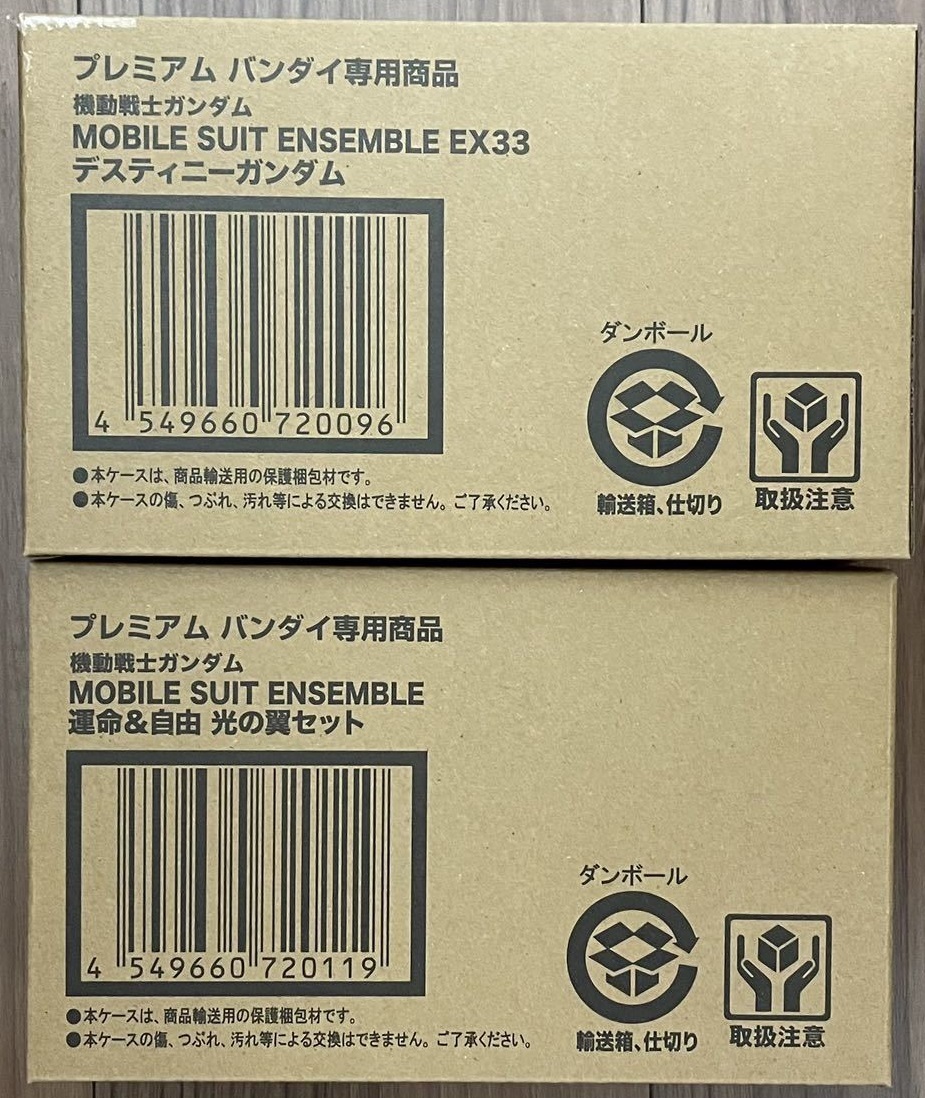 プレミアム バンダイ専用商品
機動戦士ガンダム
MOBILE SUIT ENSEMBLE EX33
デスティニーガンダム
4 549660 720096
ダンボール
輸送箱、仕切り
取扱注意
●本ケースは、商品輸送用の保護梱包材です。
●本ケースの傷、つぶれ、汚れ等による交換はできません。ご了承ください。
プレミアム バンダイ専用商品
機動戦士ガンダム
MOBILE SUIT ENSEMBLE
運命&自由 光の翼セット
4 549660 720119
ダンボール
輸送箱、仕切り
取扱注意
●本ケースは、商品輸送用の保護梱包材です。
●本ケースの傷、つぶれ、汚れ等による交換はできません。ご了承ください。